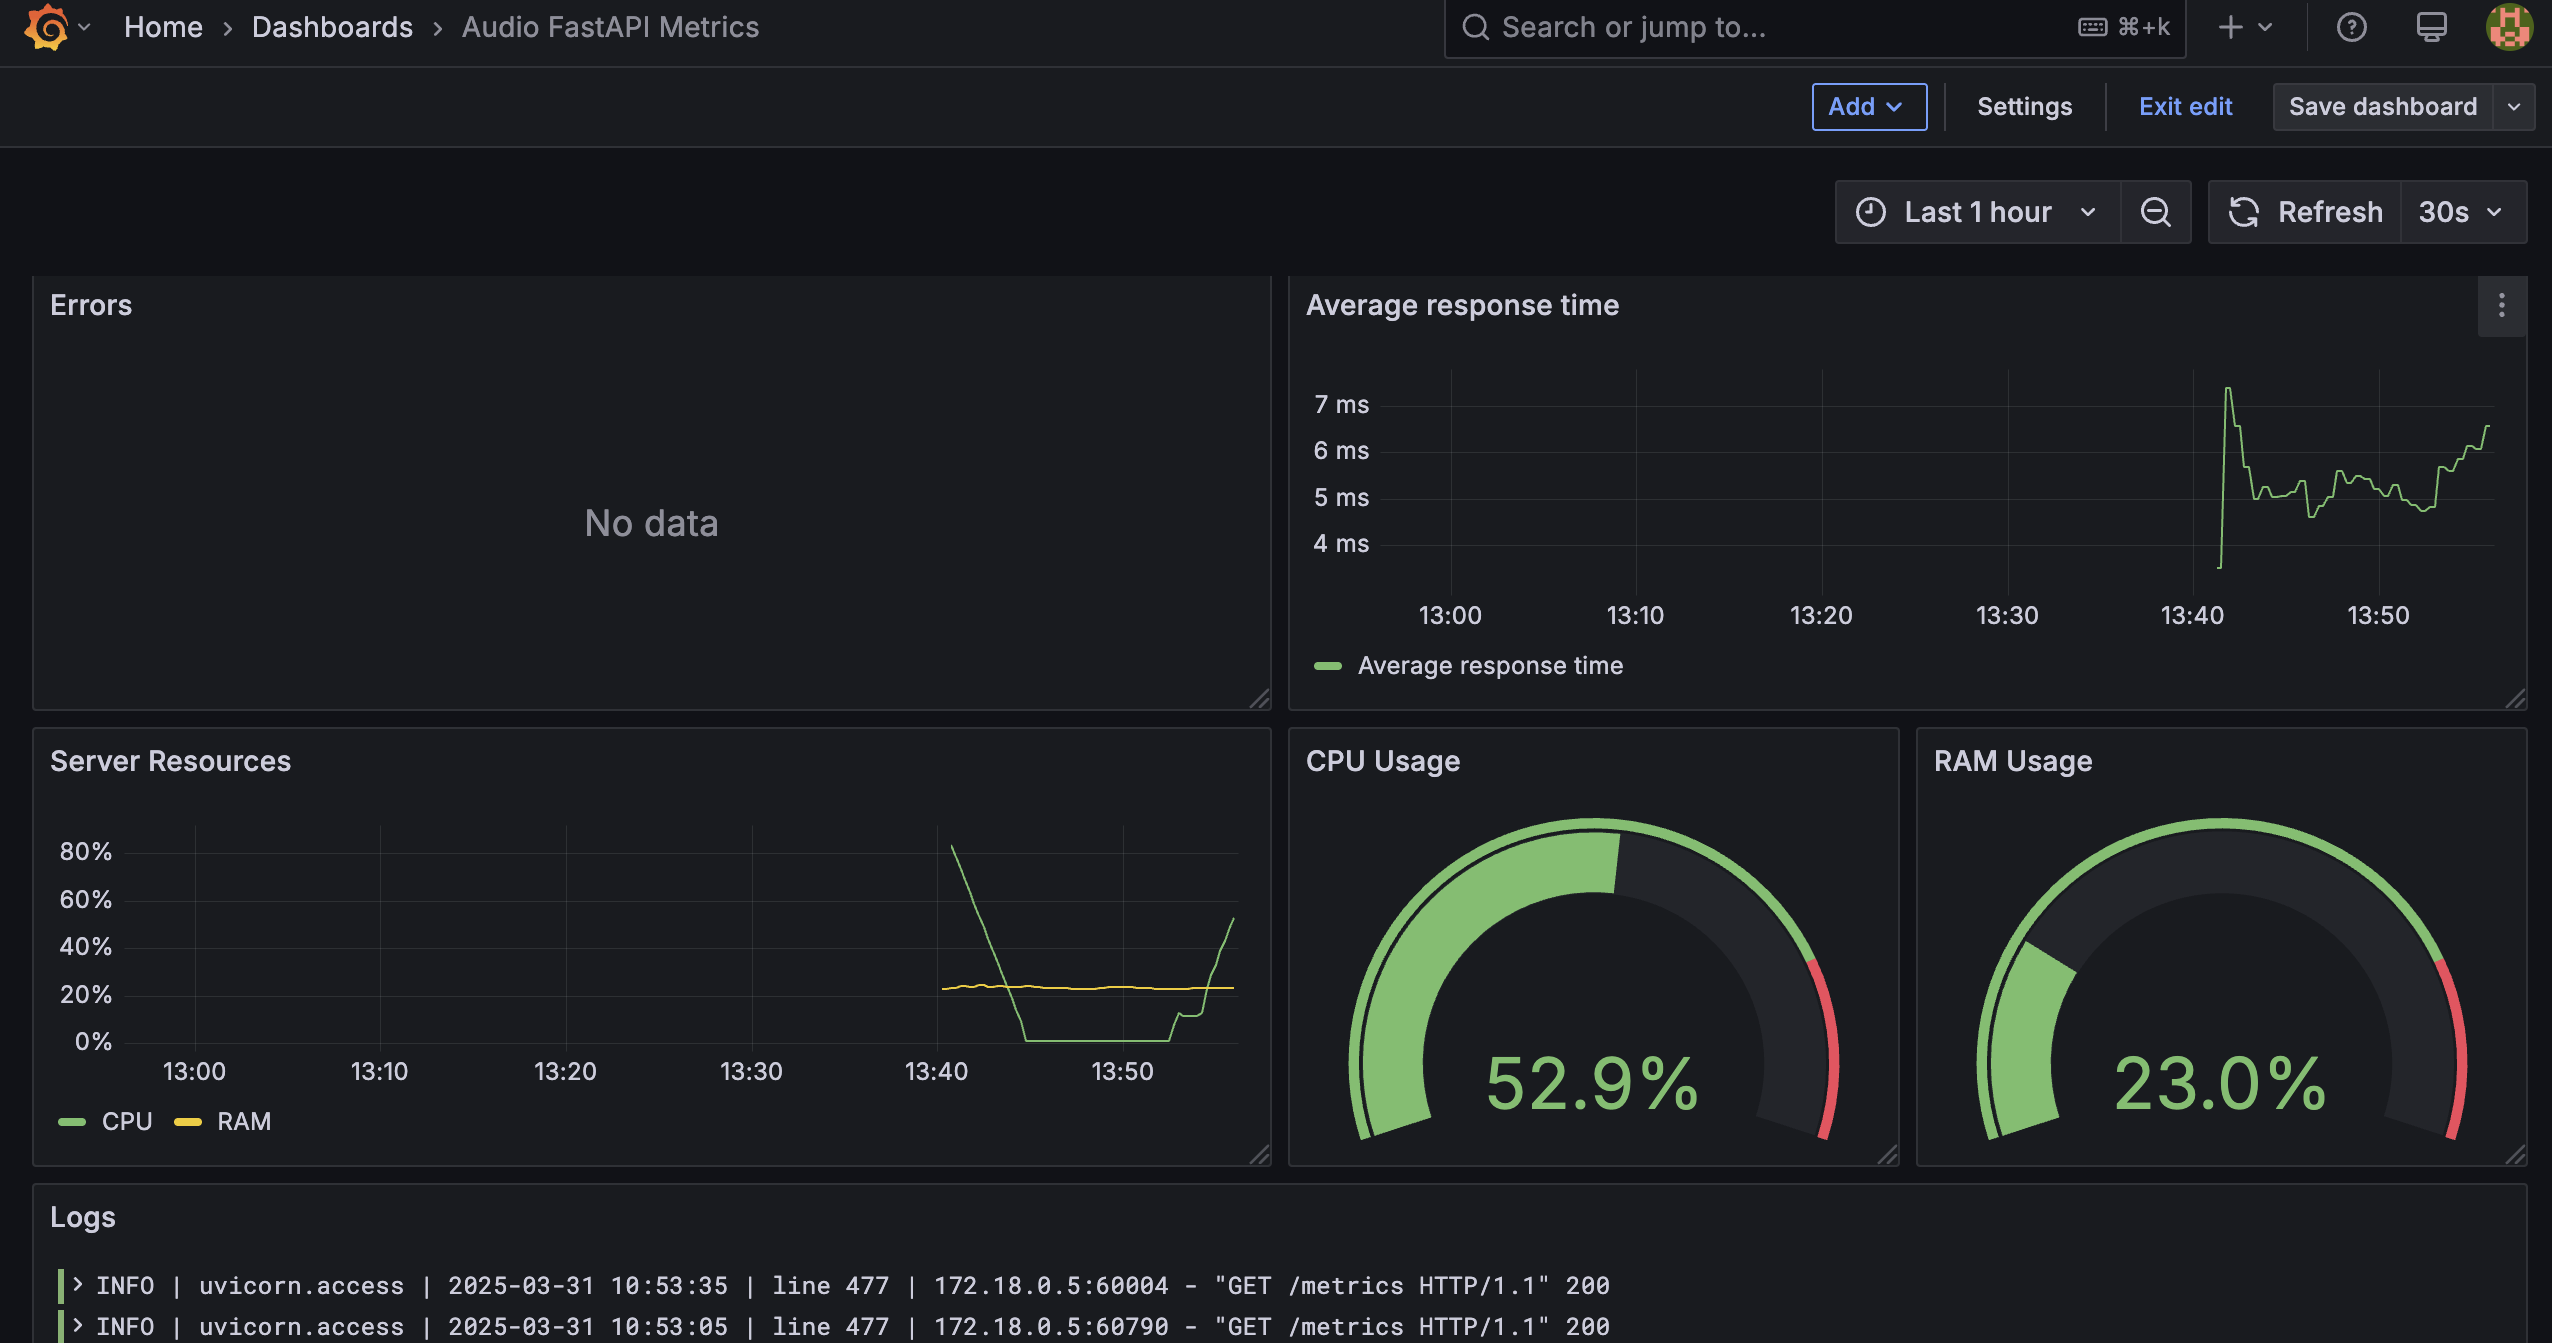 Home › Dashboards › Audio FastAPI Metrics
Search or jump to...
⌘+k
Add
Settings
Exit edit
Save dashboard
Last 1 hour
Refresh
30s
Errors
No data
Average response time
7 ms
6 ms
5 ms
4 ms
13:00 13:10 13:20 13:30 13:40 13:50
Average response time
Server Resources
80%
60%
40%
20%
0%
13:00 13:10 13:20 13:30 13:40 13:50
CPU RAM
CPU Usage
52.9%
RAM Usage
23.0%
Logs
> INFO | uvicorn.access | 2025-03-31 10:53:35 | line 477 | 172.18.0.5:60004 - "GET /metrics HTTP/1.1" 200
> INFO | uvicorn.access | 2025-03-31 10:53:05 | line 477 | 172.18.0.5:60790 - "GET /metrics HTTP/1.1" 200